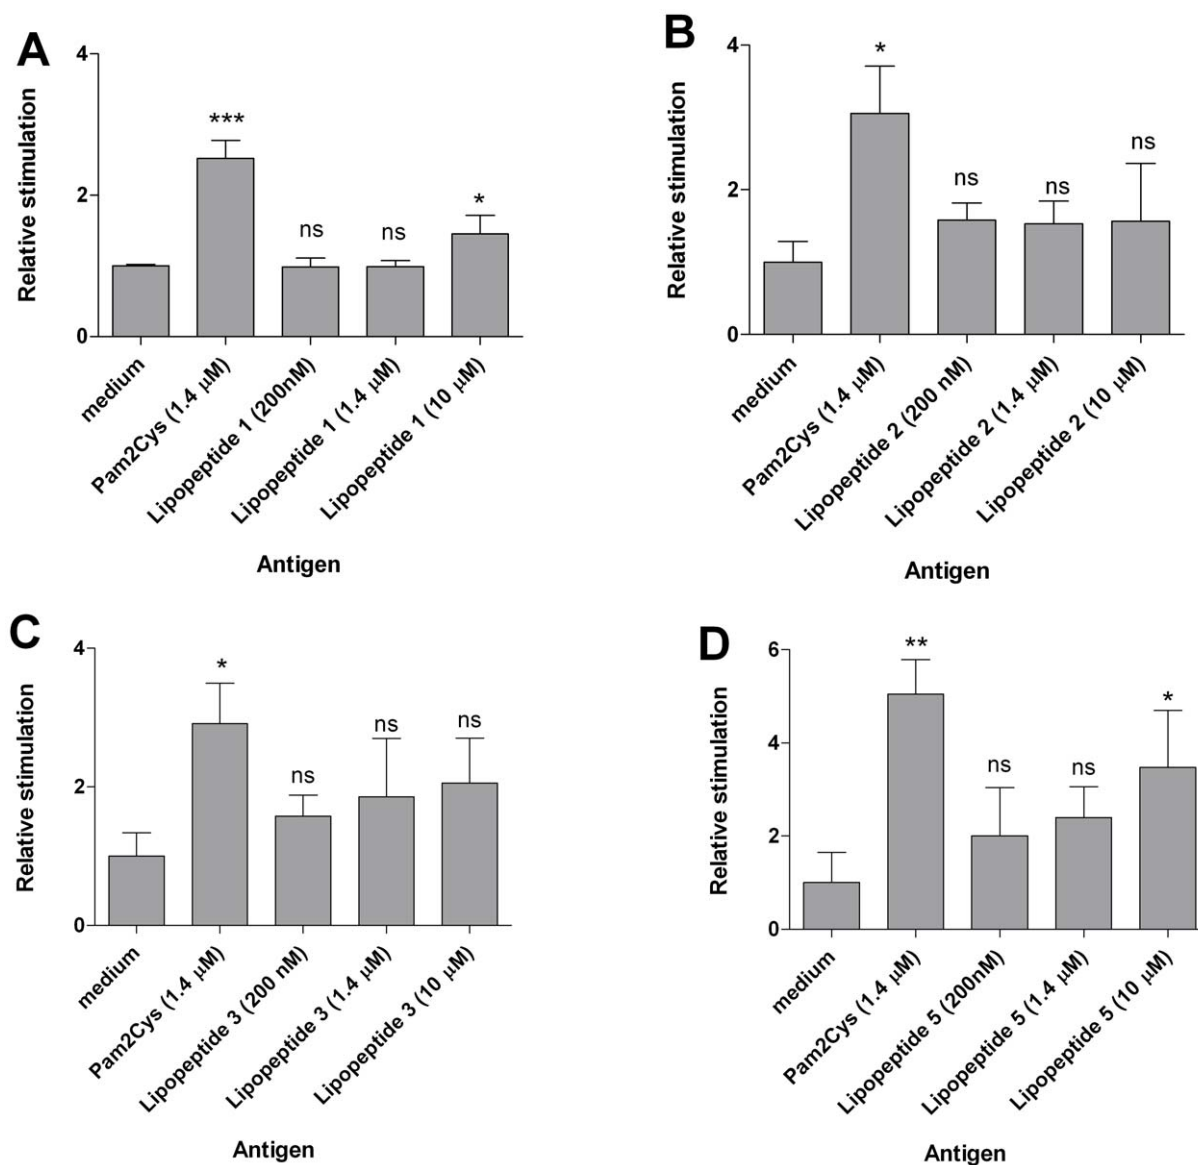 A
Relative stimulation
4
2
0
***
ns
ns
*
medium
Pam2Cys (1.4 μM)
Lipopeptide 1 (200nM)
Lipopeptide 1 (1.4 μM)
Lipopeptide 1 (10 μM)
Antigen
B
Relative stimulation
4
2
0
*
ns
ns
ns
medium
Pam2Cys (1.4 μM)
Lipopeptide 2 (200 nM)
Lipopeptide 2 (1.4 μM)
Lipopeptide 2 (10 μM)
Antigen
C
Relative stimulation
4
2
0
*
ns
ns
ns
medium
Pam2Cys (1.4 μM)
Lipopeptide 3 (200 nM)
Lipopeptide 3 (1.4 μM)
Lipopeptide 3 (10 μM)
Antigen
D
Relative stimulation
6
4
2
0
**
ns
ns
*
medium
Pam2Cys (1.4 μM)
Lipopeptide 5 (200nM)
Lipopeptide 5 (1.4 μM)
Lipopeptide 5 (10 μM)
Antigen